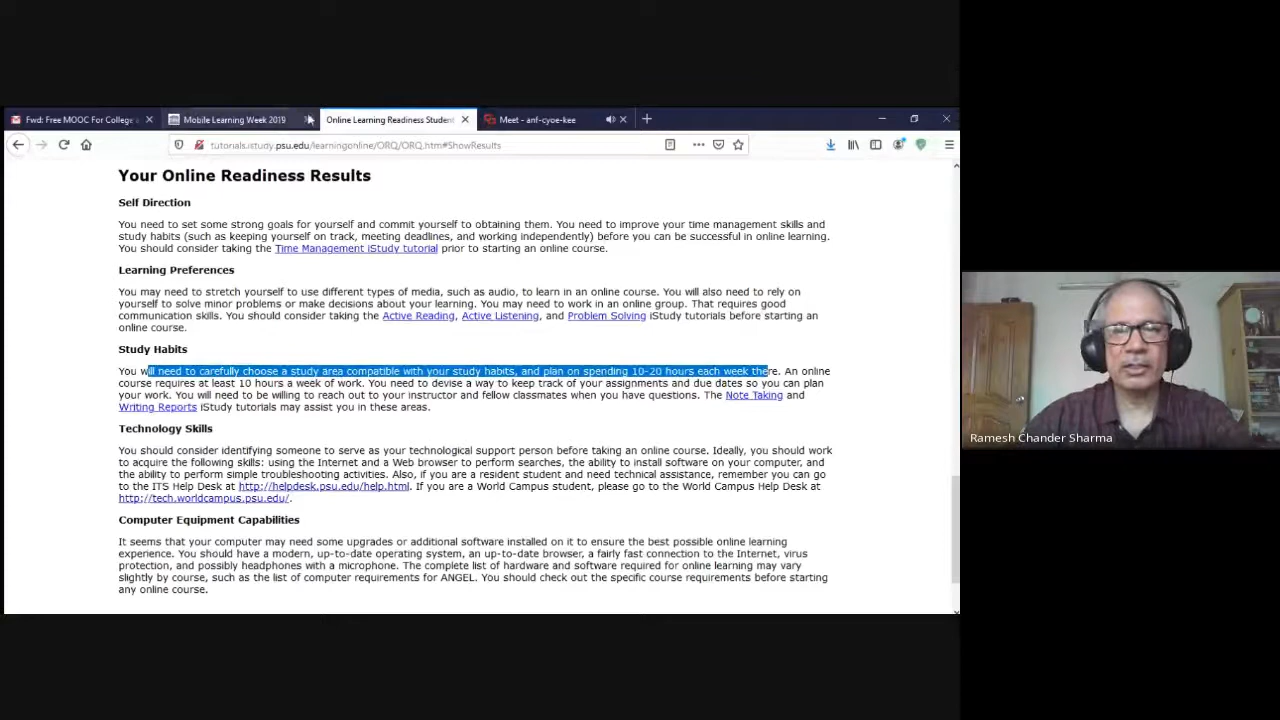 Fwd: Free MOOC For College
Mobile Learning Week 2019
Online Learning Readiness Student
Meet - anf-cyoe-kee
tutorials.istudy.psu.edu/learningonline/ORQ/ORQ.htm#ShowResults
Your Online Readiness Results
Self Direction
You need to set some strong goals for yourself and commit yourself to obtaining them. You need to improve your time management skills and
study habits (such as keeping yourself on track, meeting deadlines, and working independently) before you can be successful in online learning.
You should consider taking the Time Management iStudy tutorial prior to starting an online course.
Learning Preferences
You may need to stretch yourself to use different types of media, such as audio, to learn in an online course. You will also need to rely on
yourself to solve minor problems or make decisions about your learning. You may need to work in an online group. That requires good
communication skills. You should consider taking the Active Reading, Active Listening, and Problem Solving iStudy tutorials before starting an
online course.
Study Habits
You will need to carefully choose a study area compatible with your study habits, and plan on spending 10-20 hours each week there. An online
course requires at least 10 hours a week of work. You need to devise a way to keep track of your assignments and due dates so you can plan
your work. You will need to be willing to reach out to your instructor and fellow classmates when you have questions. The Note Taking and
Writing Reports iStudy tutorials may assist you in these areas.
Technology Skills
You should consider identifying someone to serve as your technological support person before taking an online course. Ideally, you should work
to acquire the following skills: using the Internet and a Web browser to perform searches, the ability to install software on your computer, and
the ability to perform simple troubleshooting activities. Also, if you are a resident student and need technical assistance, remember you can go
to the ITS Help Desk at http://helpdesk.psu.edu/help.html. If you are a World Campus student, please go to the World Campus Help Desk at
http://tech.worldcampus.psu.edu/.
Computer Equipment Capabilities
It seems that your computer may need some upgrades or additional software installed on it to ensure the best possible online learning
experience. You should have a modern, up-to-date operating system, an up-to-date browser, a fairly fast connection to the Internet, virus
protection, and possibly headphones with a microphone. The complete list of hardware and software required for online learning may vary
slightly by course, such as the list of computer requirements for ANGEL. You should check out the specific course requirements before starting
any online course.
Ramesh Chander Sharma